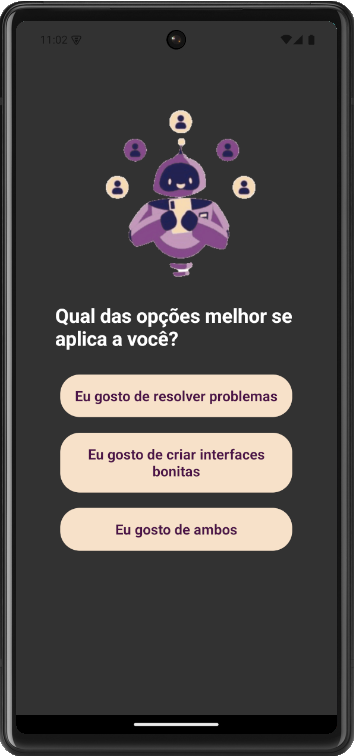 11:02
Qual das opções melhor se
aplica a você?
Eu gosto de resolver problemas
Eu gosto de criar interfaces
bonitas
Eu gosto de ambos